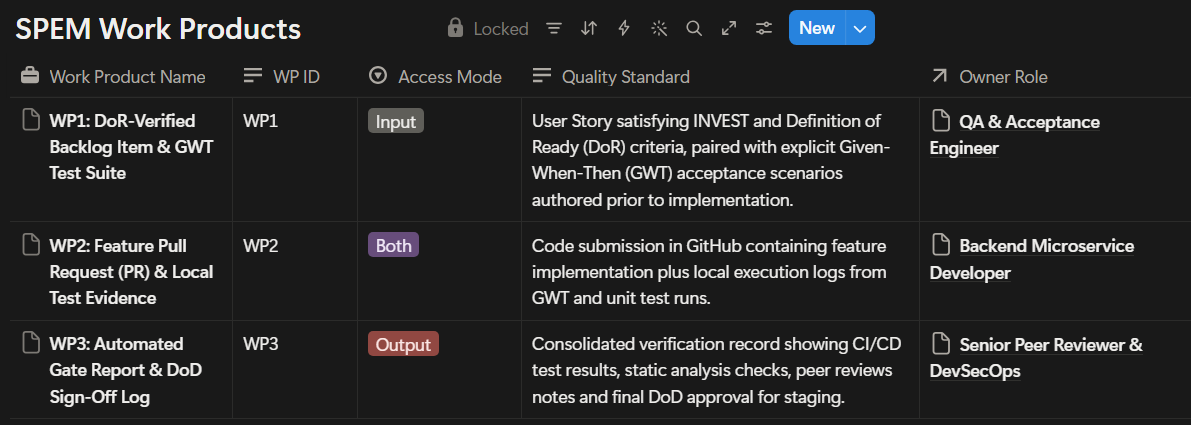 SPEM Work Products
Locked
New
Work Product Name
WP ID
Access Mode
Quality Standard
Owner Role
WP1: DoR-Verified
Backlog Item & GWT
Test Suite
WP1
Input
User Story satisfying INVEST and Definition of
Ready (DoR) criteria, paired with explicit Given-
When-Then (GWT) acceptance scenarios
authored prior to implementation.
QA & Acceptance
Engineer
WP2: Feature Pull
Request (PR) & Local
Test Evidence
WP2
Both
Code submission in GitHub containing feature
implementation plus local execution logs from
GWT and unit test runs.
Backend Microservice
Developer
WP3: Automated
Gate Report & DoD
Sign-Off Log
WP3
Output
Consolidated verification record showing CI/CD
test results, static analysis checks, peer reviews
notes and final DoD approval for staging.
Senior Peer Reviewer &
DevSecOps